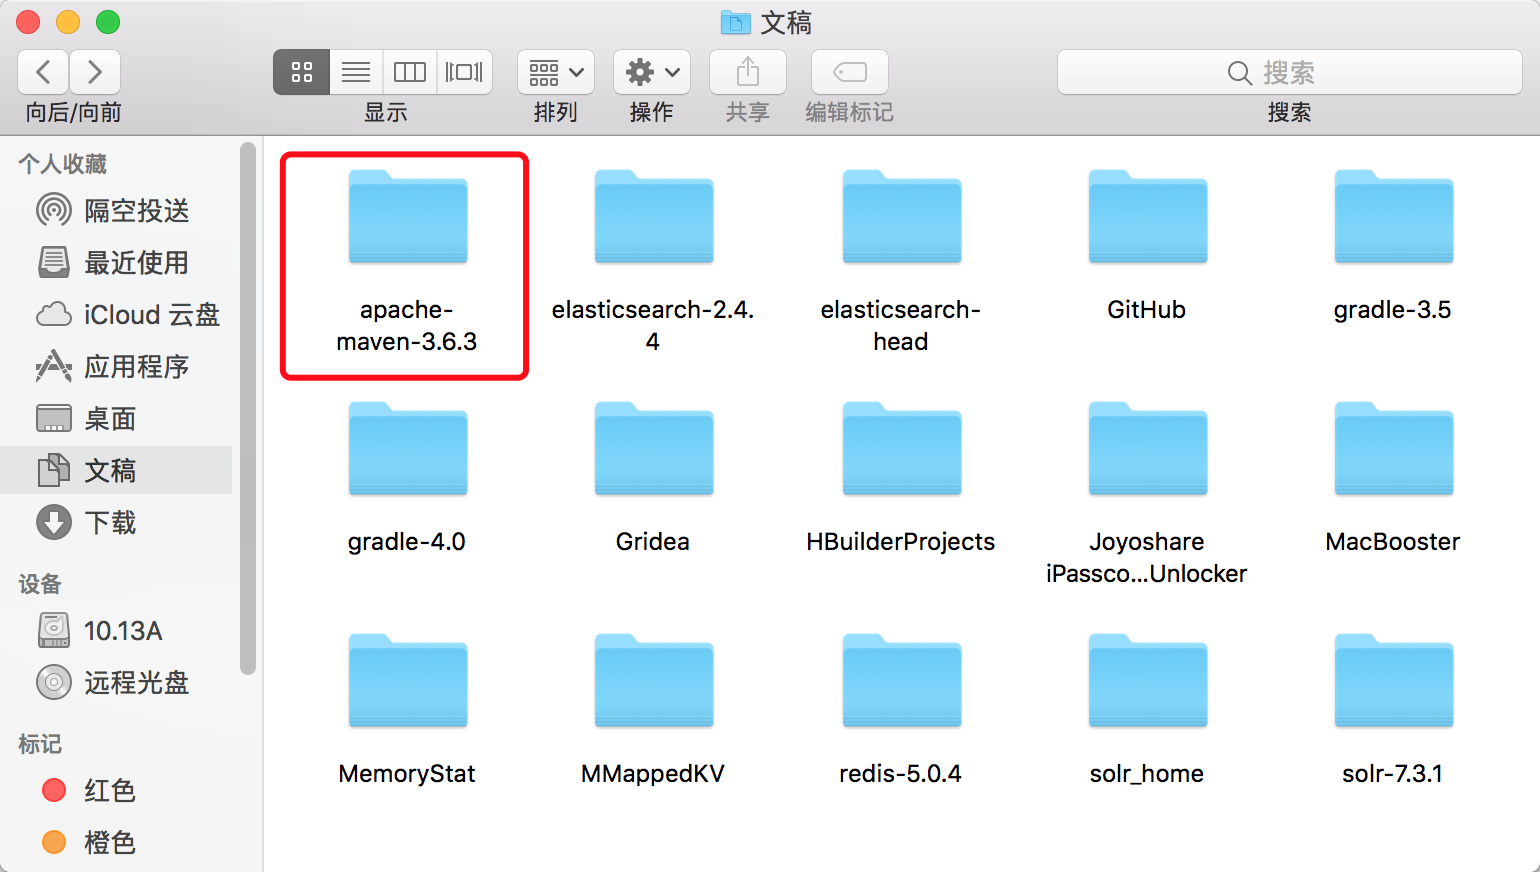 文稿
向后/向前
显示
排列
操作
共享
编辑标记
搜索
搜索
个人收藏
隔空投送
最近使用
iCloud 云盘
应用程序
桌面
文稿
下载
设备
10.13A
远程光盘
标记
红色
橙色
apache-
maven-3.6.3
elasticsearch-2.4.
4
elasticsearch-
head
GitHub
gradle-3.5
gradle-4.0
Gridea
HBuilderProjects
Joyoshare
iPassco...Unlocker
MacBooster
MemoryStat
MMappedKV
redis-5.0.4
solr_home
solr-7.3.1